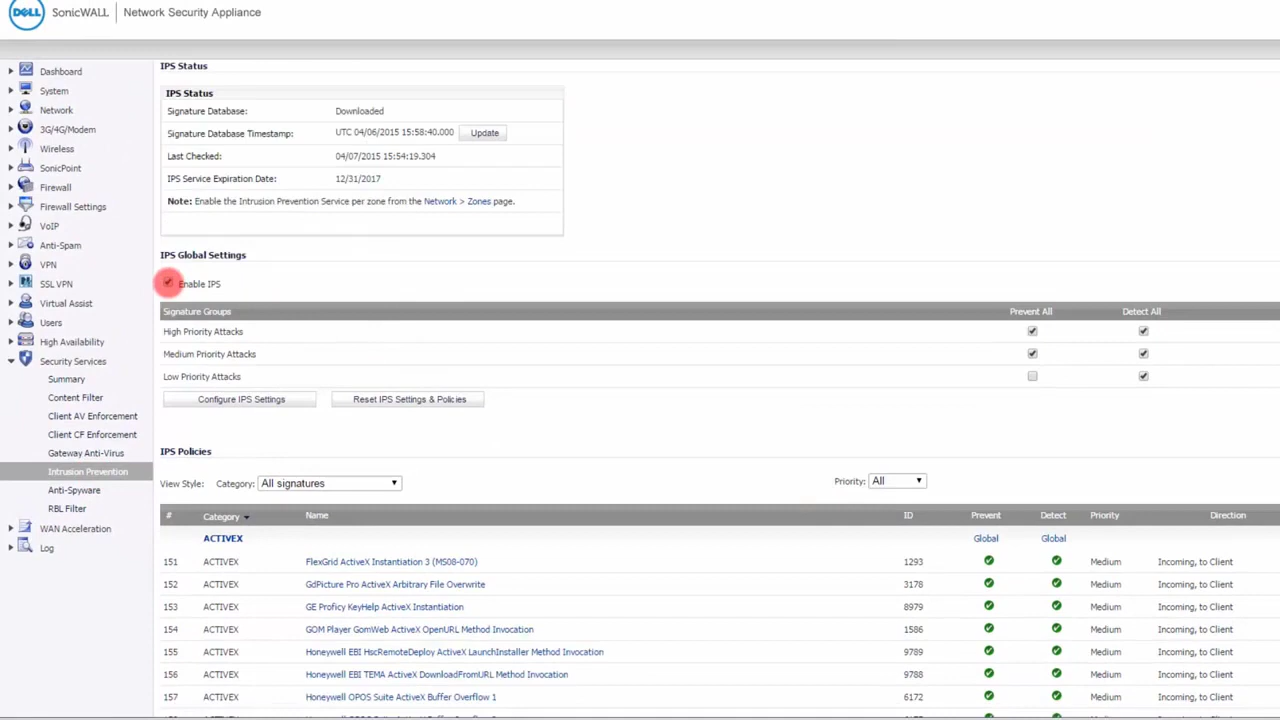 DELL SonicWALL | Network Security Appliance
IPS Status
Dashboard
System
Network
3G/4G/Modem
Wireless
SonicPoint
Firewall
Firewall Settings
VoIP
Anti-Spam
VPN
SSL VPN
Virtual Assist
Users
High Availability
Security Services
Summary
Content Filter
Client AV Enforcement
Client CF Enforcement
Gateway Anti-Virus
Intrusion Prevention
Anti-Spyware
RBL Filter
WAN Acceleration
Log
IPS Status
Signature Database: Downloaded
Signature Database Timestamp: UTC 04/06/2015 15:58:40.000 Update
Last Checked: 04/07/2015 15:54:19.304
IPS Service Expiration Date: 12/31/2017
Note: Enable the Intrusion Prevention Service per zone from the Network > Zones page.
IPS Global Settings
Enable IPS
Signature Groups Prevent All Detect All
High Priority Attacks
Medium Priority Attacks
Low Priority Attacks
Configure IPS Settings Reset IPS Settings & Policies
IPS Policies
View Style: Category: All signatures Priority: All
# Category Name ID Prevent Detect Priority Direction
ACTIVEX Global Global
151 ACTIVEX FlexGrid ActiveX Instantiation 3 (MS08-070) 1293 Medium Incoming, to Client
152 ACTIVEX GdPicture Pro ActiveX Arbitrary File Overwrite 3178 Medium Incoming, to Client
153 ACTIVEX GE Proficy KeyHelp ActiveX Instantiation 8979 Medium Incoming, to Client
154 ACTIVEX GOM Player GomWeb ActiveX OpenURL Method Invocation 1586 Medium Incoming, to Client
155 ACTIVEX Honeywell EBI HscRemoteDeploy ActiveX LaunchInstaller Method Invocation 9789 Medium Incoming, to Client
156 ACTIVEX Honeywell EBI TEMA ActiveX DownloadFromURL Method Invocation 9788 Medium Incoming, to Client
157 ACTIVEX Honeywell OPOS Suite ActiveX Buffer Overflow 1 6172 Medium Incoming, to Client